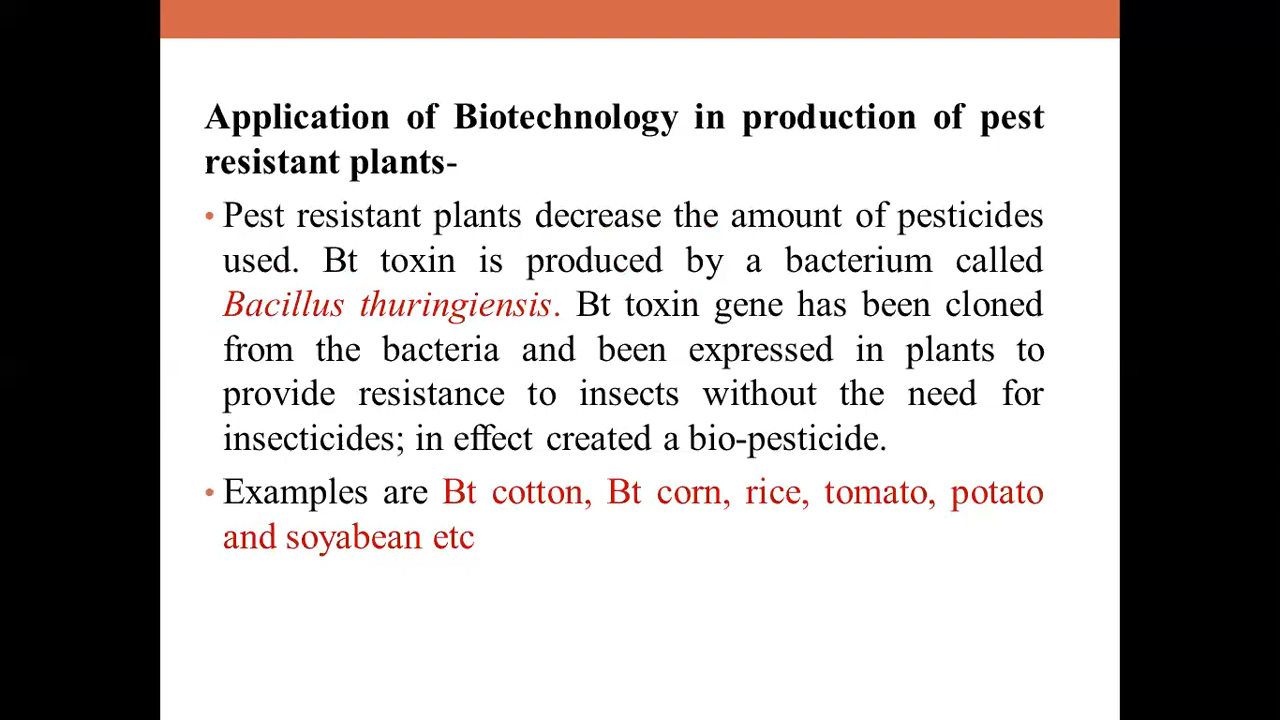 Application of Biotechnology in production of pest
resistant plants-
• Pest resistant plants decrease the amount of pesticides
used. Bt toxin is produced by a bacterium called
Bacillus thuringiensis. Bt toxin gene has been cloned
from the bacteria and been expressed in plants to
provide resistance to insects without the need for
insecticides; in effect created a bio-pesticide.
• Examples are Bt cotton, Bt corn, rice, tomato, potato
and soyabean etc